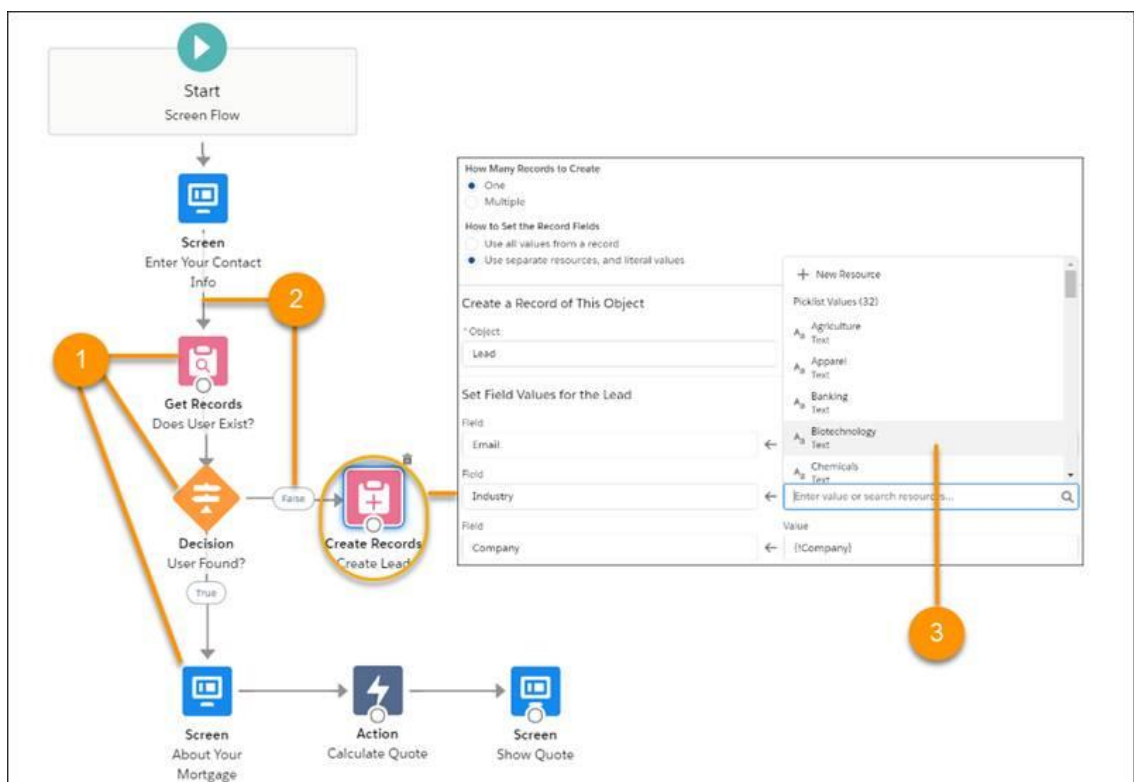 Start
Screen Flow
Screen
Enter Your Contact
Info
2
1
Get Records
Does User Exist?
Decision
User Found?
False
True
Create Records
Create Lead
Screen
About Your
Mortgage
Action
Calculate Quote
Screen
Show Quote
How Many Records to Create
One
Multiple
How to Set the Record Fields
Use all values from a record
Use separate resources, and literal values
Create a Record of This Object
* Object
Lead
Set Field Values for the Lead
Field
Email
Field
Industry
Field
Company
+ New Resource
Picklist Values (32)
Aa Agriculture
Text
Aa Apparel
Text
Aa Banking
Text
Aa Biotechnology
Text
Aa Chemicals
Text
Enter value or search resources...
Value
{!Company}
3